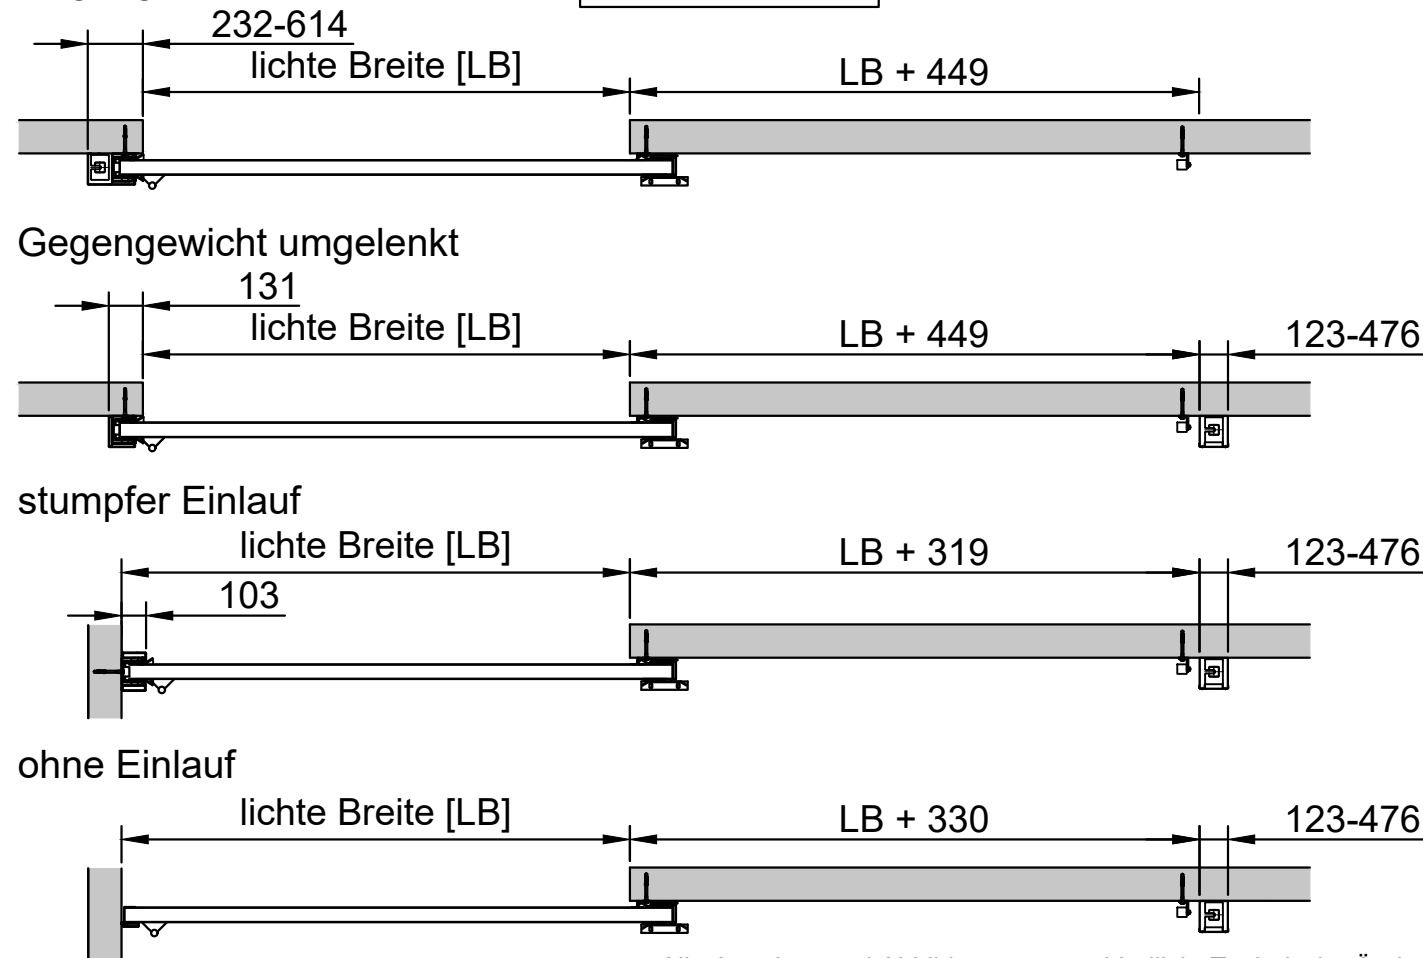 232-614
lichte Breite [LB]
LB + 449
Gegengewicht umgelenkt
131
lichte Breite [LB]
LB + 449
123-476
stumpfer Einlauf
lichte Breite [LB]
LB + 319
123-476
103
ohne Einlauf
lichte Breite [LB]
LB + 330
123-476